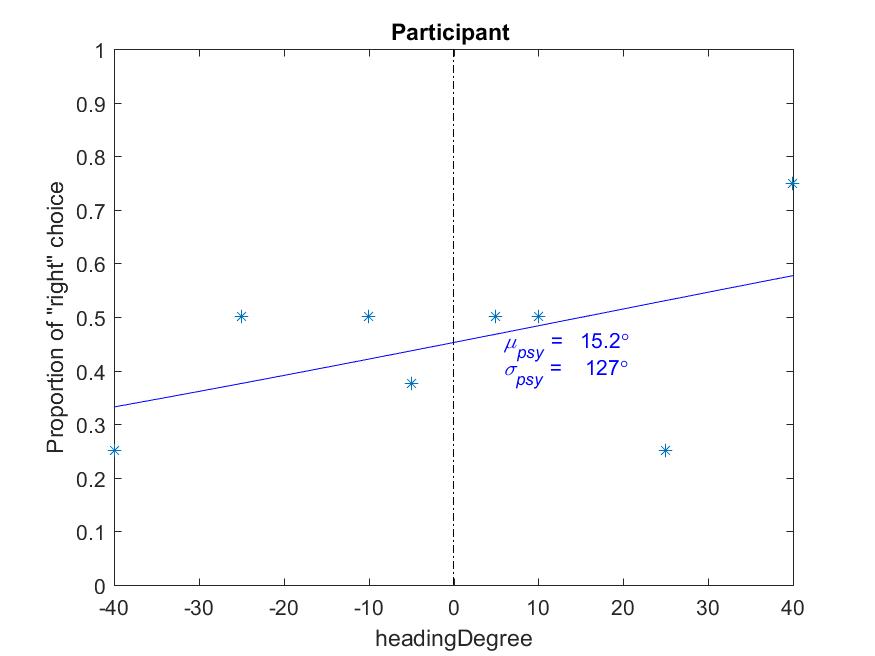 Participant
1
0.9
0.8
0.7
0.6
0.5
0.4
0.3
0.2
0.1
0
Proportion of "right" choice
μpsy = 15.2°
σpsy = 127°
-40 -30 -20 -10 0 10 20 30 40
headingDegree